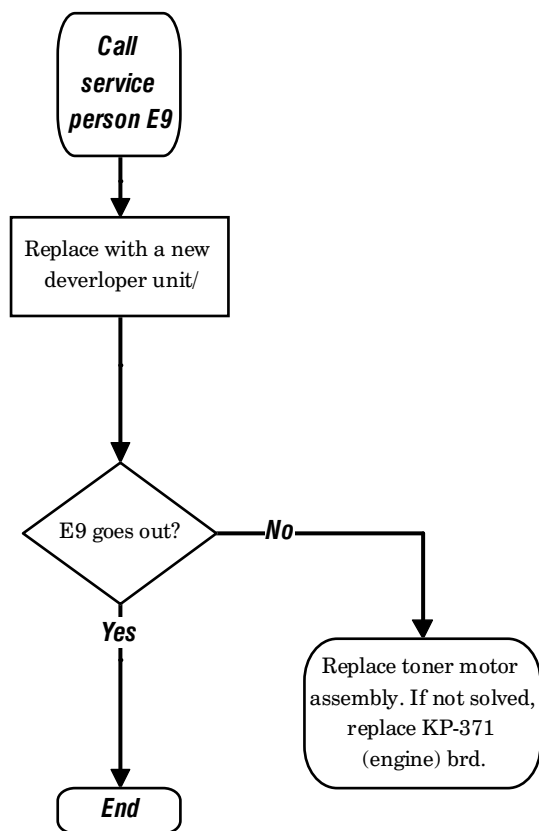 Call
service
person E9
Replace with a new
deverloper unit/
E9 goes out?
No
Yes
Replace toner motor
assembly. If not solved,
replace KP-371
(engine) brd.
End